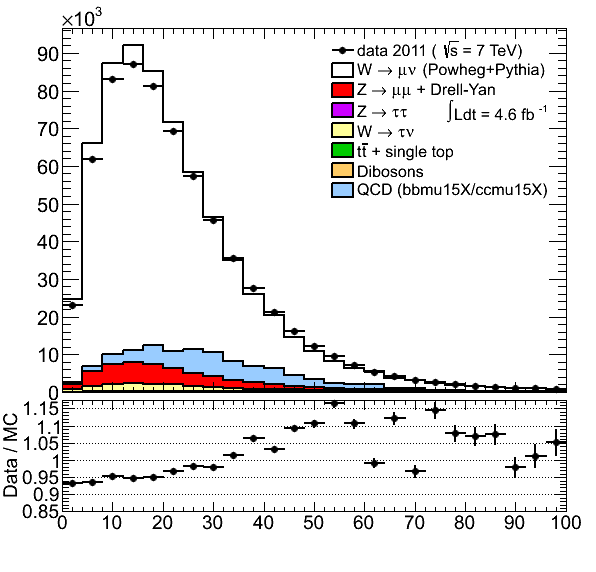 ×10³
90
80
70
60
50
40
30
20
10
0
data 2011 ( √s = 7 TeV)
W → μν (Powheg+Pythia)
Z → μμ + Drell-Yan
Z → ττ ∫Ldt = 4.6 fb⁻¹
W → τν
tt̄ + single top
Dibosons
QCD (bbmu15X/ccmu15X)
Data / MC
1.15
1.1
1.05
1
0.95
0.9
0.85
0 10 20 30 40 50 60 70 80 90 100